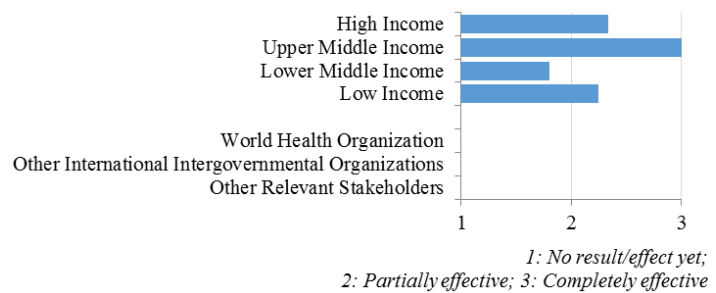 High Income
Upper Middle Income
Lower Middle Income
Low Income
World Health Organization
Other International Intergovernmental Organizations
Other Relevant Stakeholders
1 2 3
1: No result/effect yet;
2: Partially effective; 3: Completely effective